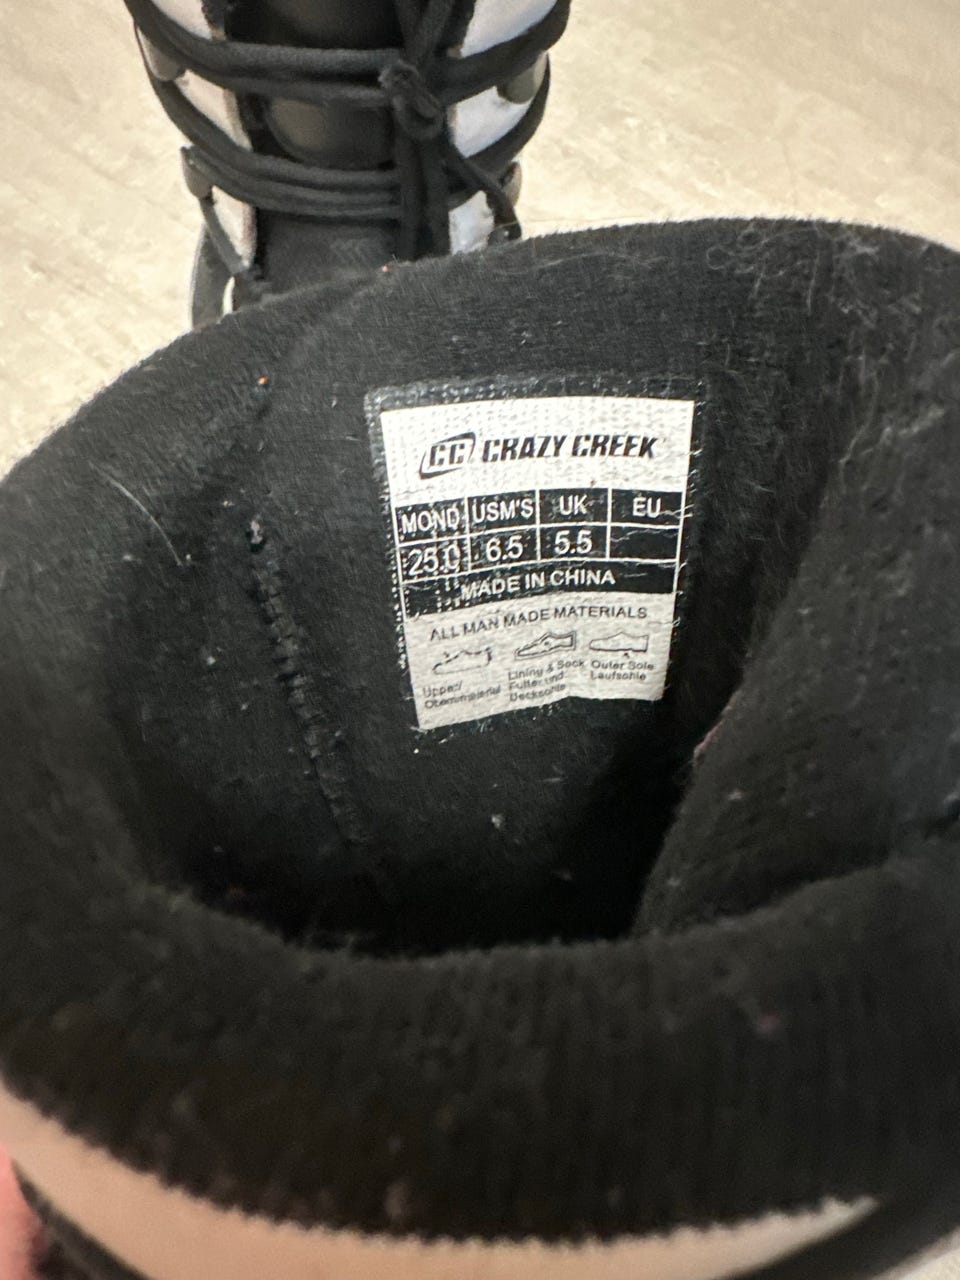 CC CRAZY CREEK
MOND USM'S UK EU
25.0 6.5 5.5
MADE IN CHINA
ALL MAN MADE MATERIALS
Upper/ Lining & Sock Outer Sole
Obermaterial Futter und Laufsohle
Decksohle